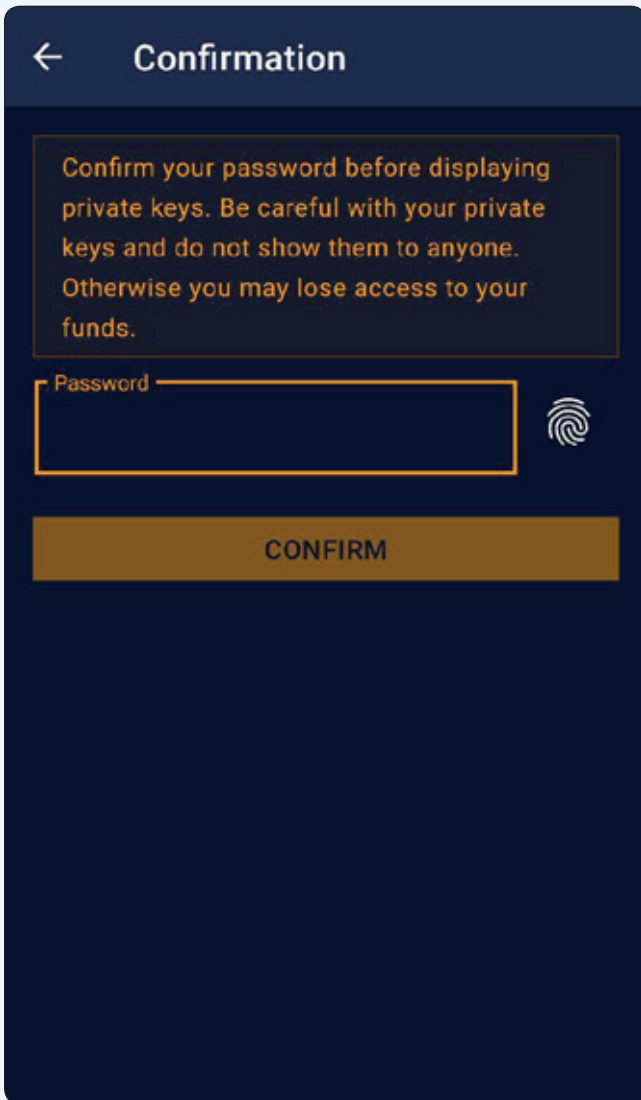 Confirmation
Confirm your password before displaying
private keys. Be careful with your private
keys and do not show them to anyone.
Otherwise you may lose access to your
funds.
Password
CONFIRM